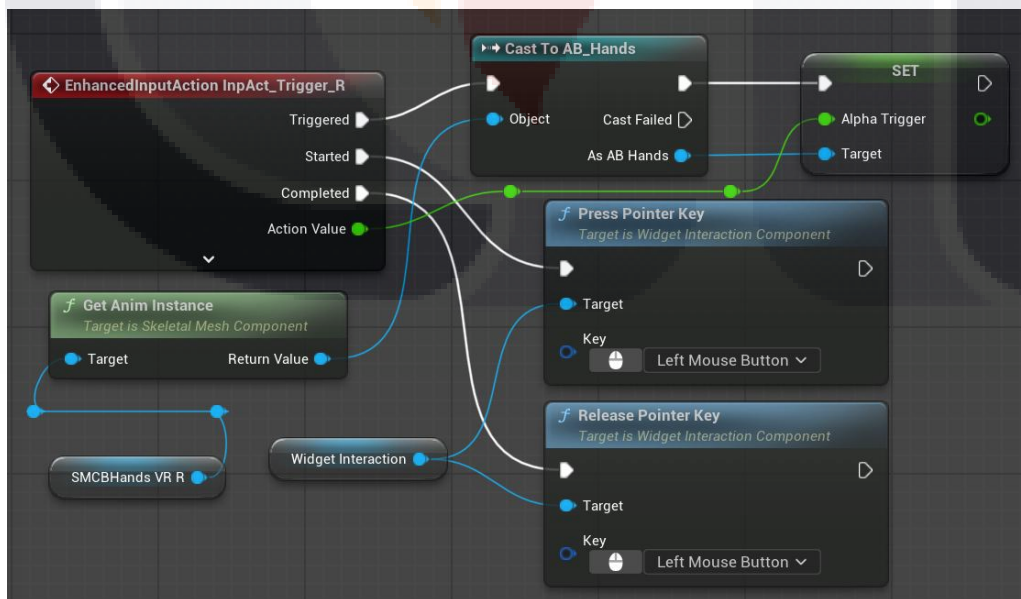 EnhancedInputAction InpAct_Trigger_R
Triggered
Started
Completed
Action Value
Cast To AB_Hands
Object
Cast Failed
As AB Hands
SET
Alpha Trigger
Target
f Press Pointer Key
Target is Widget Interaction Component
Target
Key
Left Mouse Button
f Get Anim Instance
Target is Skeletal Mesh Component
Target Return Value
SMCBHands VR R
Widget Interaction
f Release Pointer Key
Target is Widget Interaction Component
Target
Key
Left Mouse Button